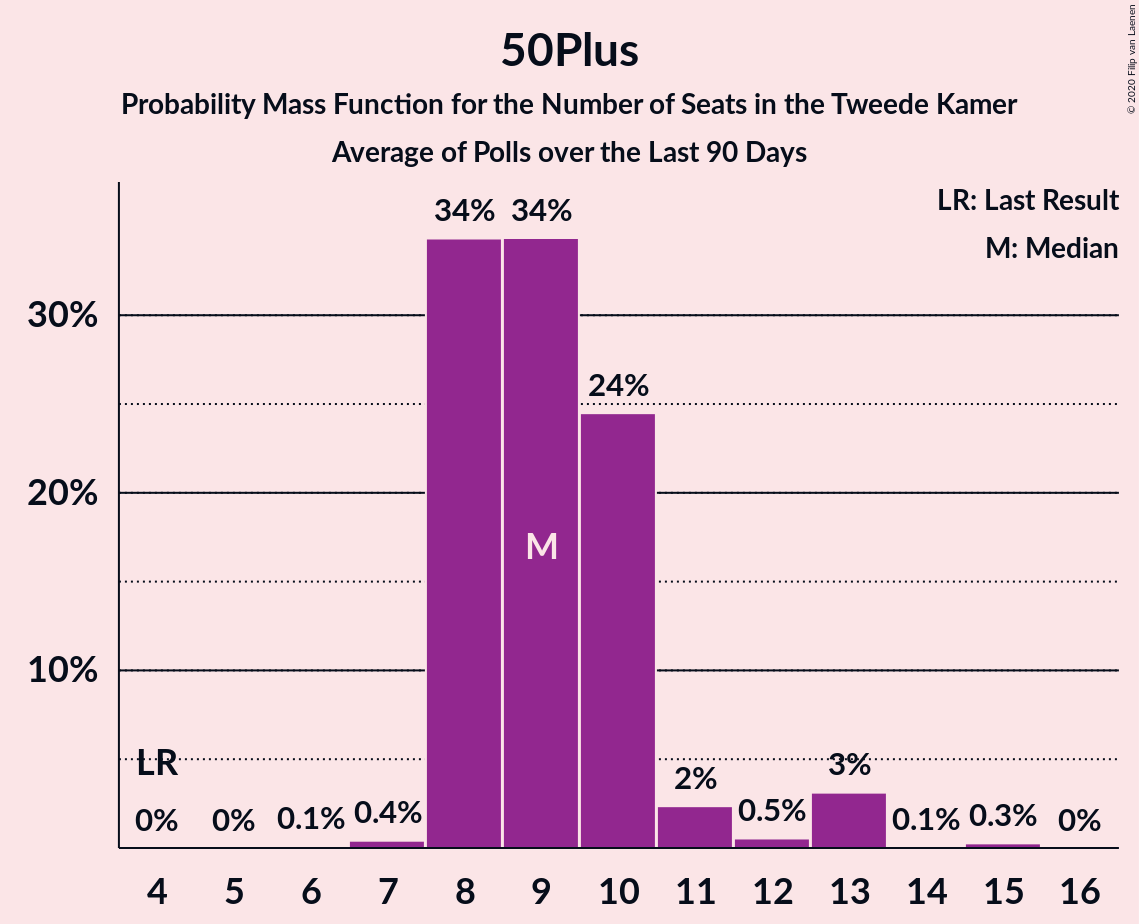 50Plus
Probability Mass Function for the Number of Seats in the Tweede Kamer
Average of Polls over the Last 90 Days
© 2020 Filip van Laenen
LR: Last Result
M: Median
34% 34%
30%
24%
20%
M
10%
LR
0% 0% 0.1% 0.4% 2% 0.5% 3% 0.1% 0.3% 0%
4 5 6 7 8 9 10 11 12 13 14 15 16